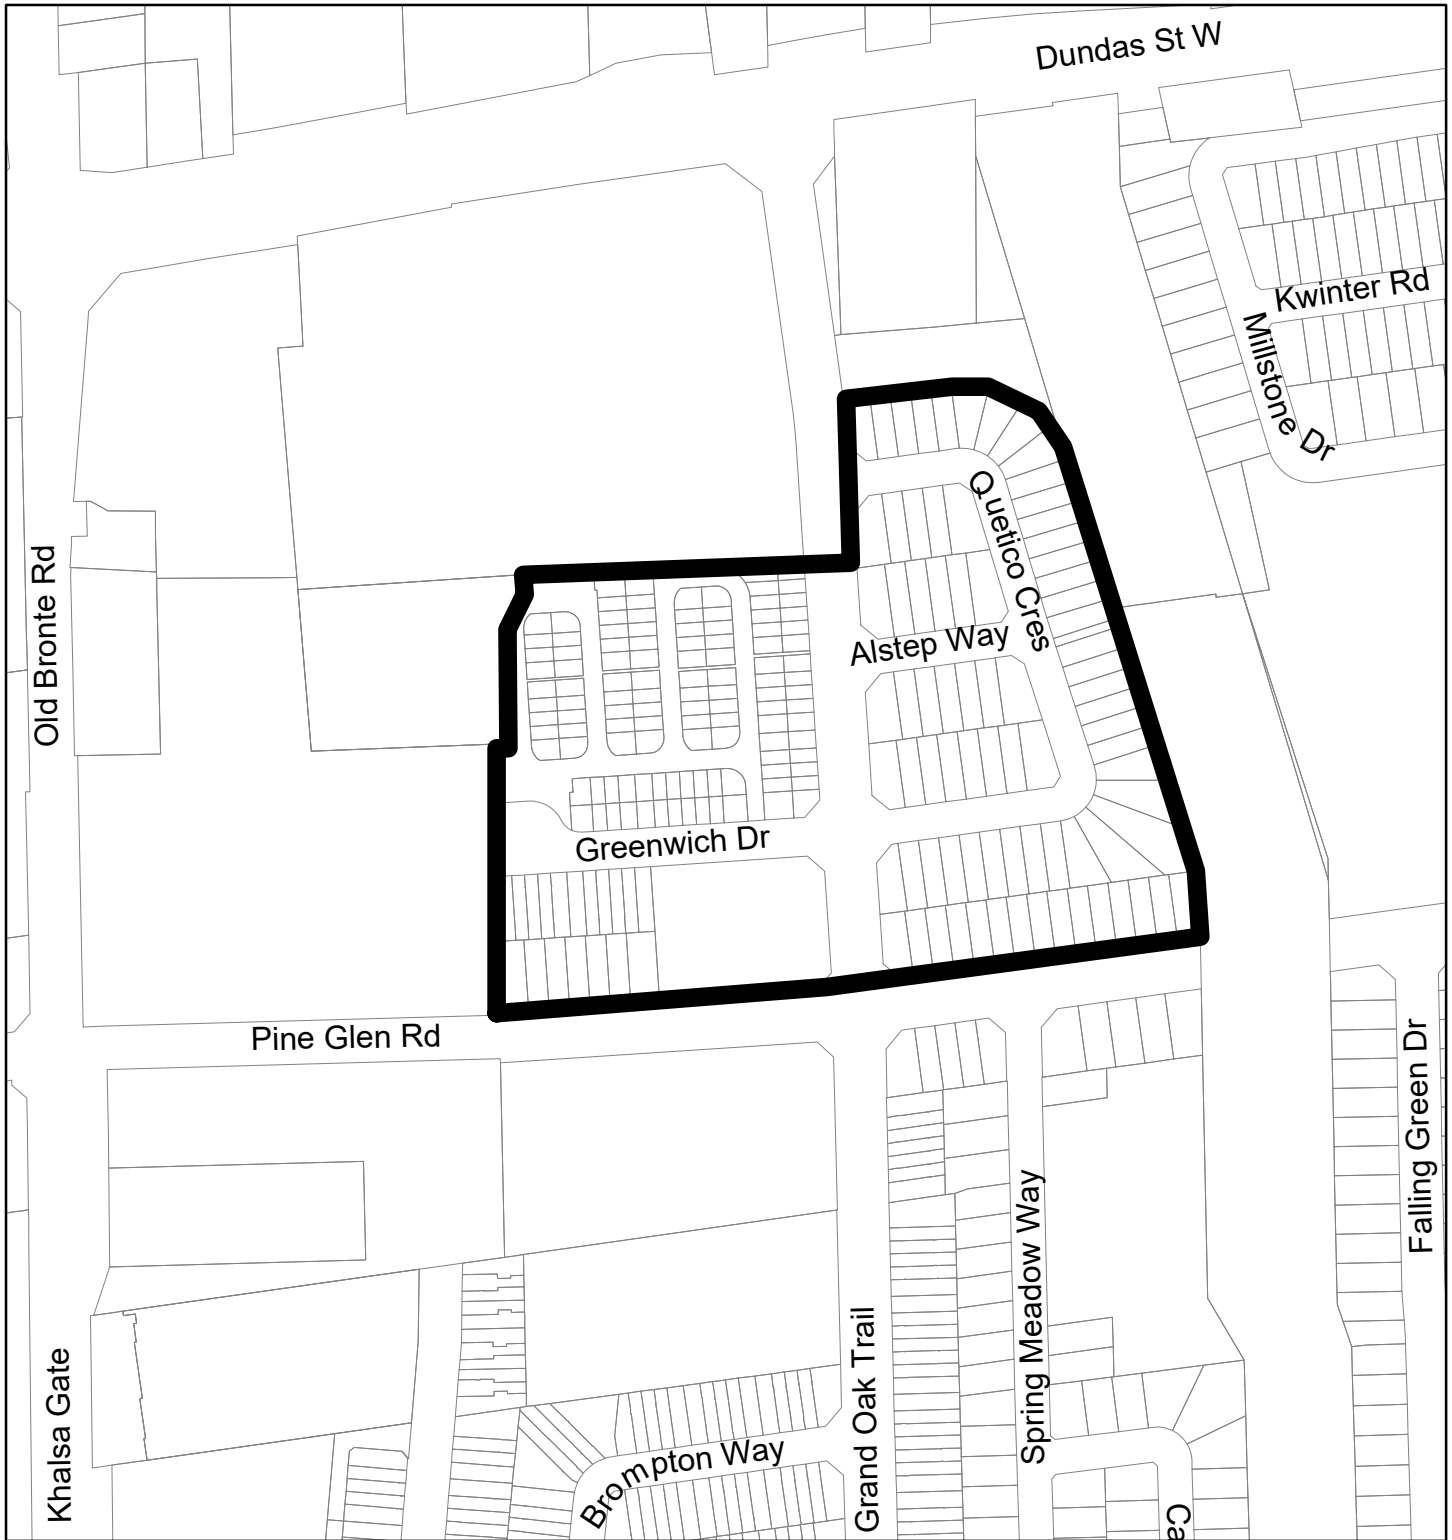 Dundas St W
Kwinter Rd
Millstone Dr
Quetico Cres
Old Bronte Rd
Alstep Way
Greenwich Dr
Pine Glen Rd
Falling Green Dr
Spring Meadow Way
Grand Oak Trail
Khalsa Gate
Brompton Way
Ca